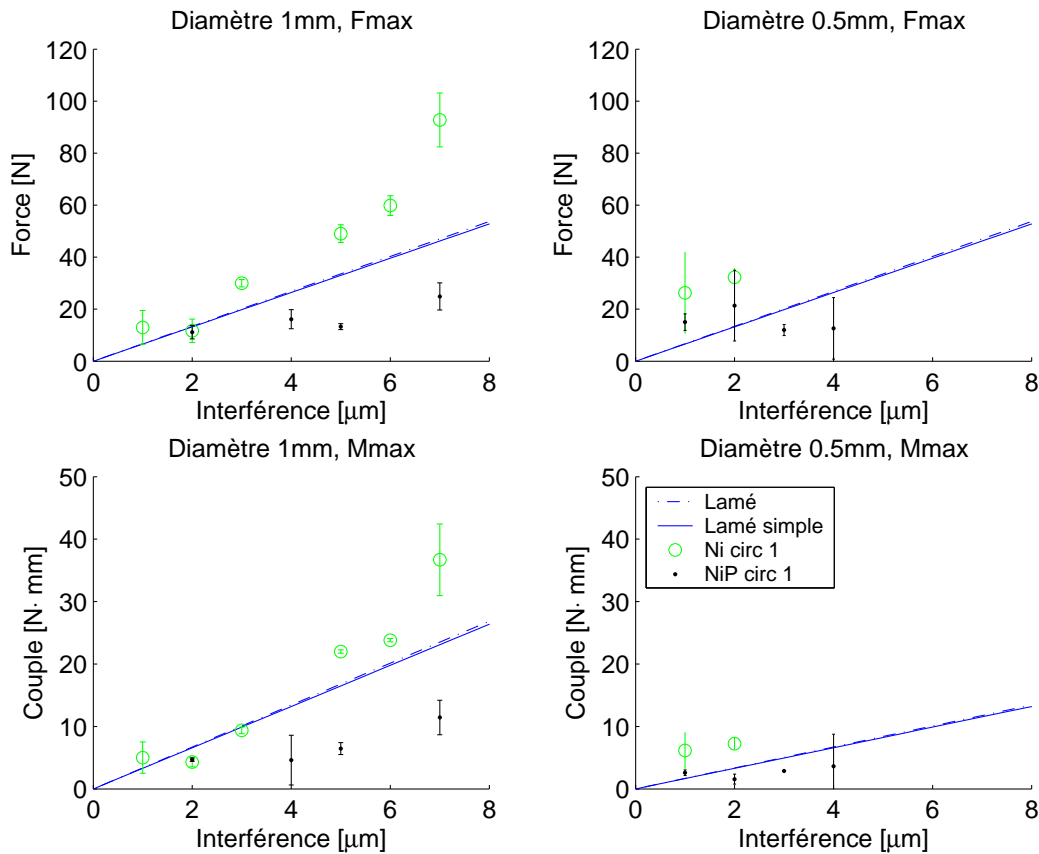 Diamètre 1mm, Fmax
120
100
80
60
40
20
0
Force [N]
0 2 4 6 8
Interférence [μm]
Diamètre 0.5mm, Fmax
120
100
80
60
40
20
0
Force [N]
0 2 4 6 8
Interférence [μm]
Diamètre 1mm, Mmax
50
40
30
20
10
0
Couple [N· mm]
0 2 4 6 8
Interférence [μm]
Diamètre 0.5mm, Mmax
50
40
30
20
10
0
Couple [N· mm]
Lamé
Lamé simple
Ni circ 1
NiP circ 1
0 2 4 6 8
Interférence [μm]